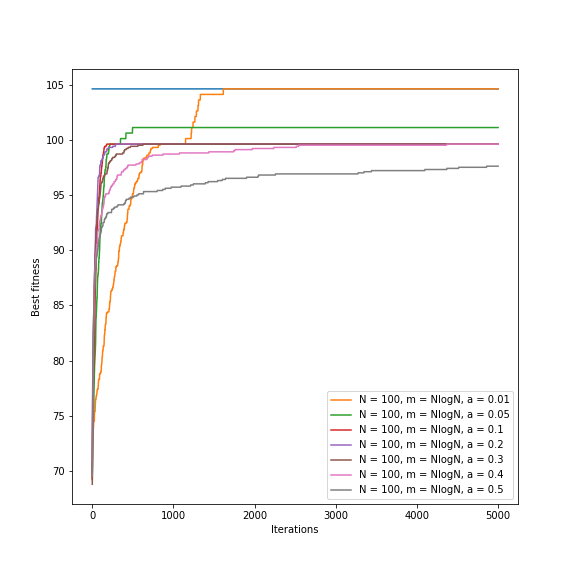 105
100
95
90
85
80
75
70
Best fitness
0 1000 2000 3000 4000 5000
Iterations
N = 100, m = NlogN, a = 0.01
N = 100, m = NlogN, a = 0.05
N = 100, m = NlogN, a = 0.1
N = 100, m = NlogN, a = 0.2
N = 100, m = NlogN, a = 0.3
N = 100, m = NlogN, a = 0.4
N = 100, m = NlogN, a = 0.5